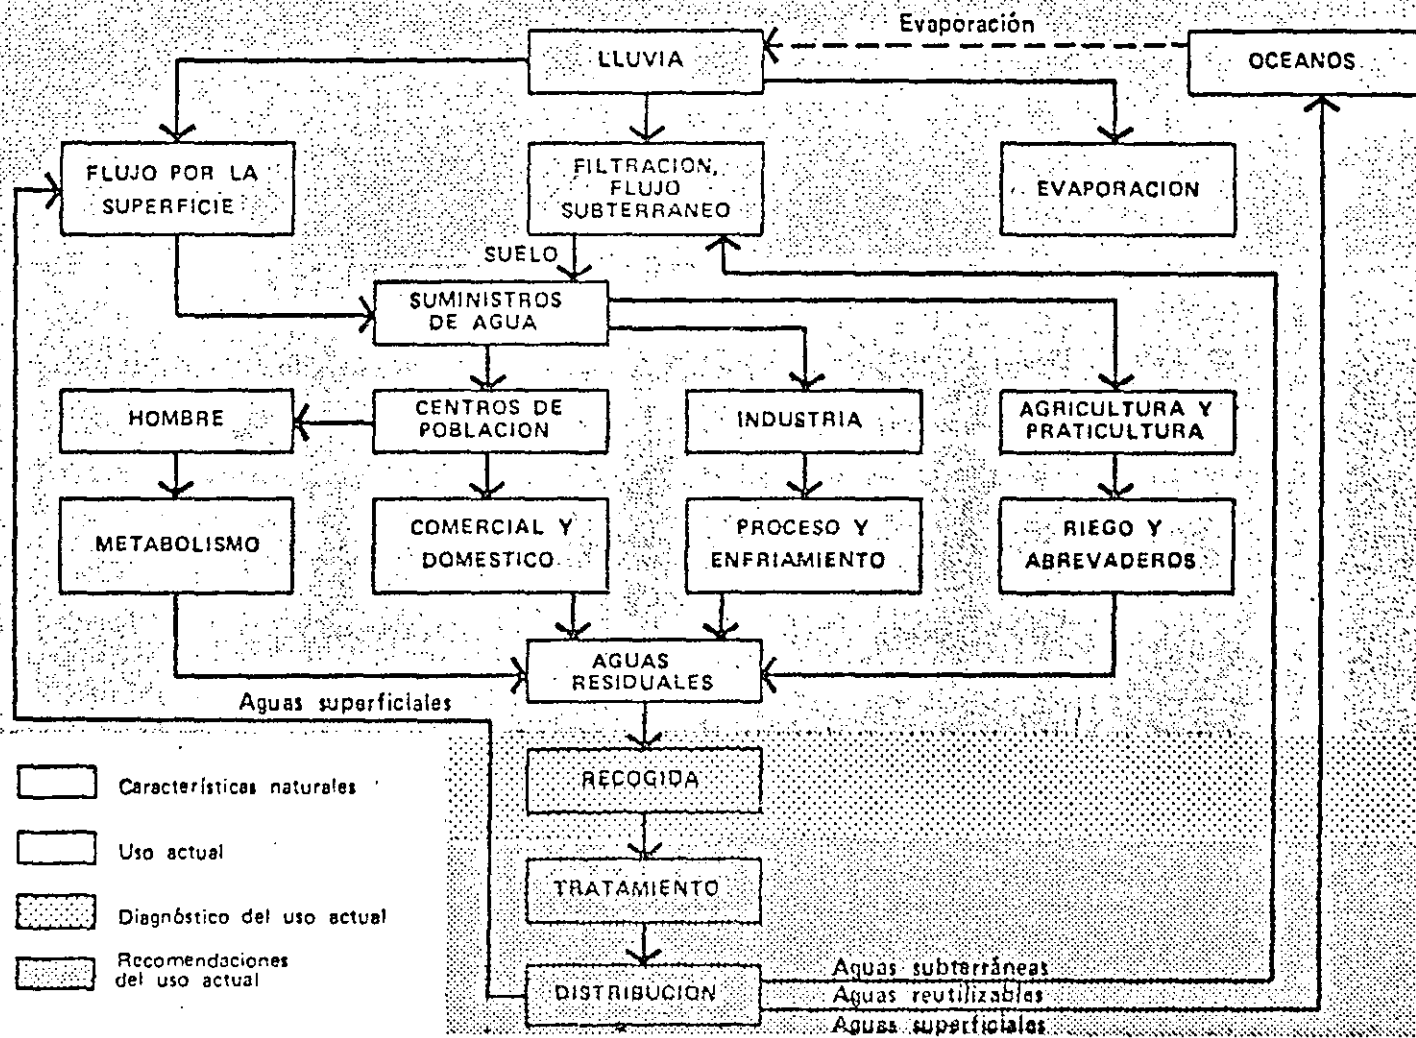 Evaporación
LLUVIA
OCEANOS
FLUJO POR LA
SUPERFICIE
FILTRACION,
FLUJO
SUBTERRANEO
EVAPORACION
SUELO
SUMINISTROS
DE AGUA
HOMBRE
CENTROS DE
POBLACION
INDUSTRIA
AGRICULTURA Y
PRATICULTURA
METABOLISMO
COMERCIAL Y
DOMESTICO
PROCESO Y
ENFRIAMIENTO
RIEGO Y
ABREVADEROS
AGUAS
RESIDUALES
Aguas superficiales
RECOGIDA
TRATAMIENTO
DISTRIBUCION
Aguas subterráneas
Aguas reutilizables
Aguas superficiales
Características naturales
Uso actual
Diagnóstico del uso actual
Recomendaciones
del uso actual